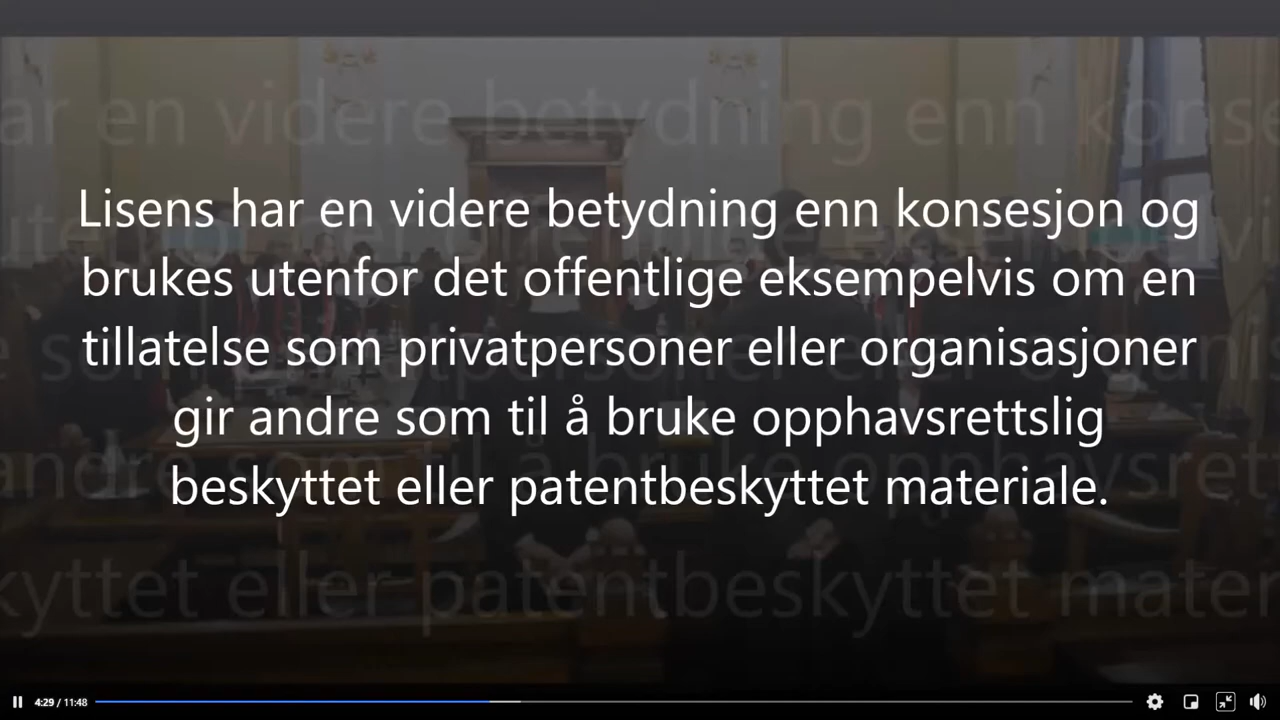 Lisens har en videre betydning enn konsesjon og
brukes utenfor det offentlige eksempelvis om en
tillatelse som privatpersoner eller organisasjoner
gir andre som til å bruke opphavsrettslig
beskyttet eller patentbeskyttet materiale.
4:29 / 11:48